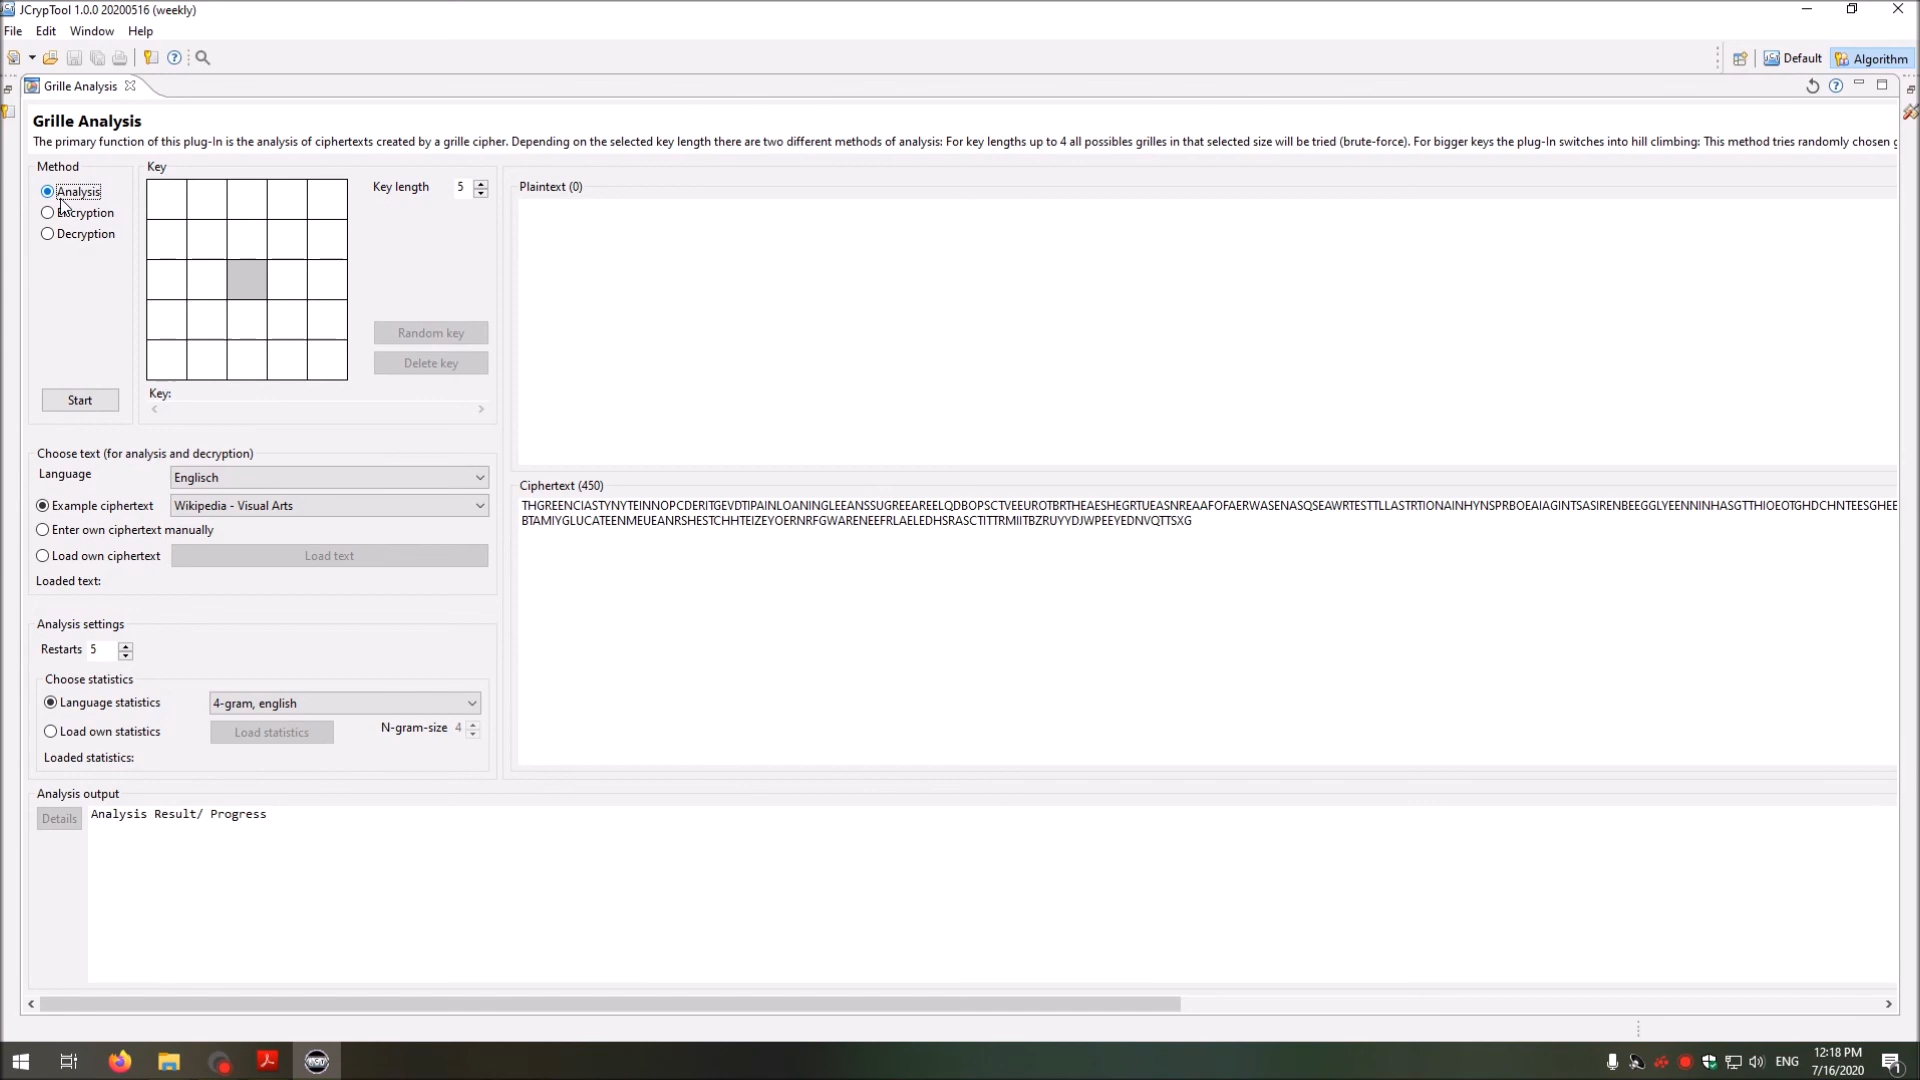 JCrypTool 1.0.0 20200516 (weekly)
File Edit Window Help
Default Algorithm
Grille Analysis
Grille Analysis
The primary function of this plug-In is the analysis of ciphertexts created by a grille cipher. Depending on the selected key length there are two different methods of analysis: For key lengths up to 4 all possibles grilles in that selected size will be tried (brute-force). For bigger keys the plug-In switches into hill climbing: This method tries randomly chosen
Method
Analysis
Encryption
Decryption
Start
Key
Key length 5
Random key
Delete key
Key:
Plaintext (0)
Choose text (for analysis and decryption)
Language Englisch
Example ciphertext Wikipedia - Visual Arts
Enter own ciphertext manually
Load own ciphertext Load text
Loaded text:
Ciphertext (450)
THGREENCIASTYNYTEINNOPCDERITGEVDTIPAINLOANINGLEEANSSUGREEAREELQDBOPSCTVEEUROTBRTHEAESHEGRTUEASNREAAFOFAERWASENASQSEAWRTESTTLLASTRTIONAINHYNSPRBOEAIAGINTSASIRENBEEGGLYEENNINHASGTTHIOEOTGHDCHNTEESGHEE
BTAMIYGLUCATEENMEUEANRSHESTCHHTEIZEYOERNRFGWARENEEFRLAELEDHSRASCTITTRMIITBZRUYYDJWPEEYEDNVQTTSXG
Analysis settings
Restarts 5
Choose statistics
Language statistics 4-gram, english
Load own statistics Load statistics N-gram-size 4
Loaded statistics:
Analysis output
Details Analysis Result/ Progress
ENG
12:18 PM
7/16/2020
1